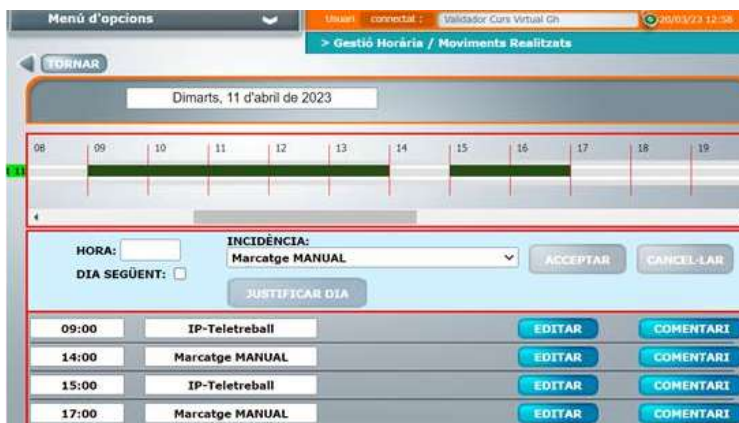 Menú d'opcions
Usuari connectat : Validador Curs Virtual Gh 20/03/23 12:58
> Gestió Horària / Moviments Realitzats
TORNAR
Dimarts, 11 d'abril de 2023
08 09 10 11 12 13 14 15 16 17 18 19
11
HORA:
INCIDÈNCIA:
Marcatge MANUAL
ACCEPTAR CANCEL·LAR
DIA SEGÜENT:
JUSTIFICAR DIA
09:00 IP-Teletreball EDITAR COMENTARI
14:00 Marcatge MANUAL EDITAR COMENTARI
15:00 IP-Teletreball EDITAR COMENTARI
17:00 Marcatge MANUAL EDITAR COMENTARI